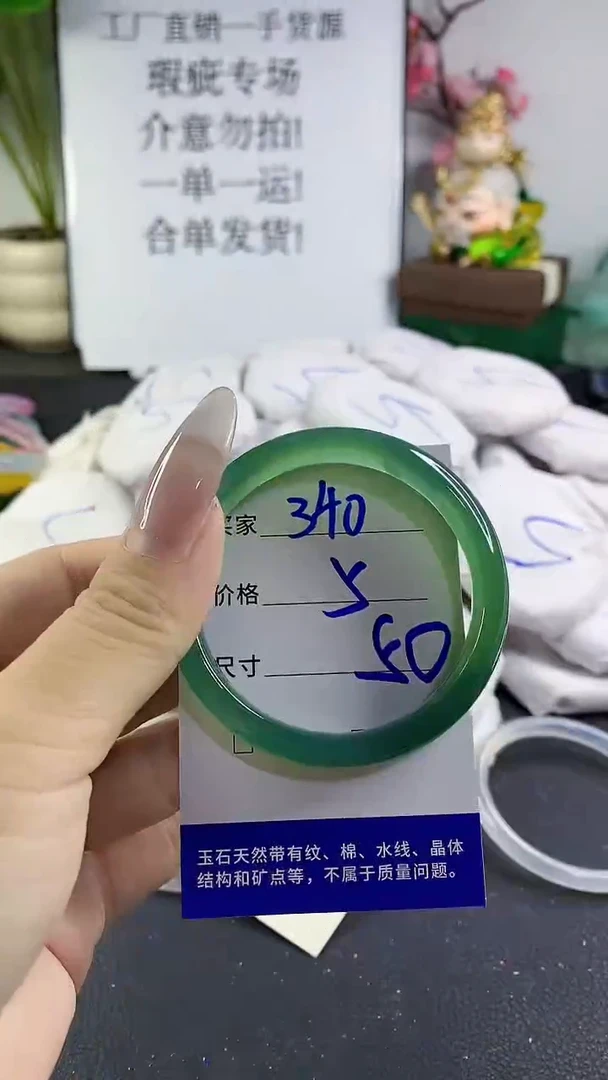 工厂直销一手货源
瑕疵专场
介意勿拍!
一单一运!
合单发货!
买家 340
价格 5
尺寸 50
玉石天然带有纹、棉、水线、晶体
结构和矿点等，不属于质量问题。